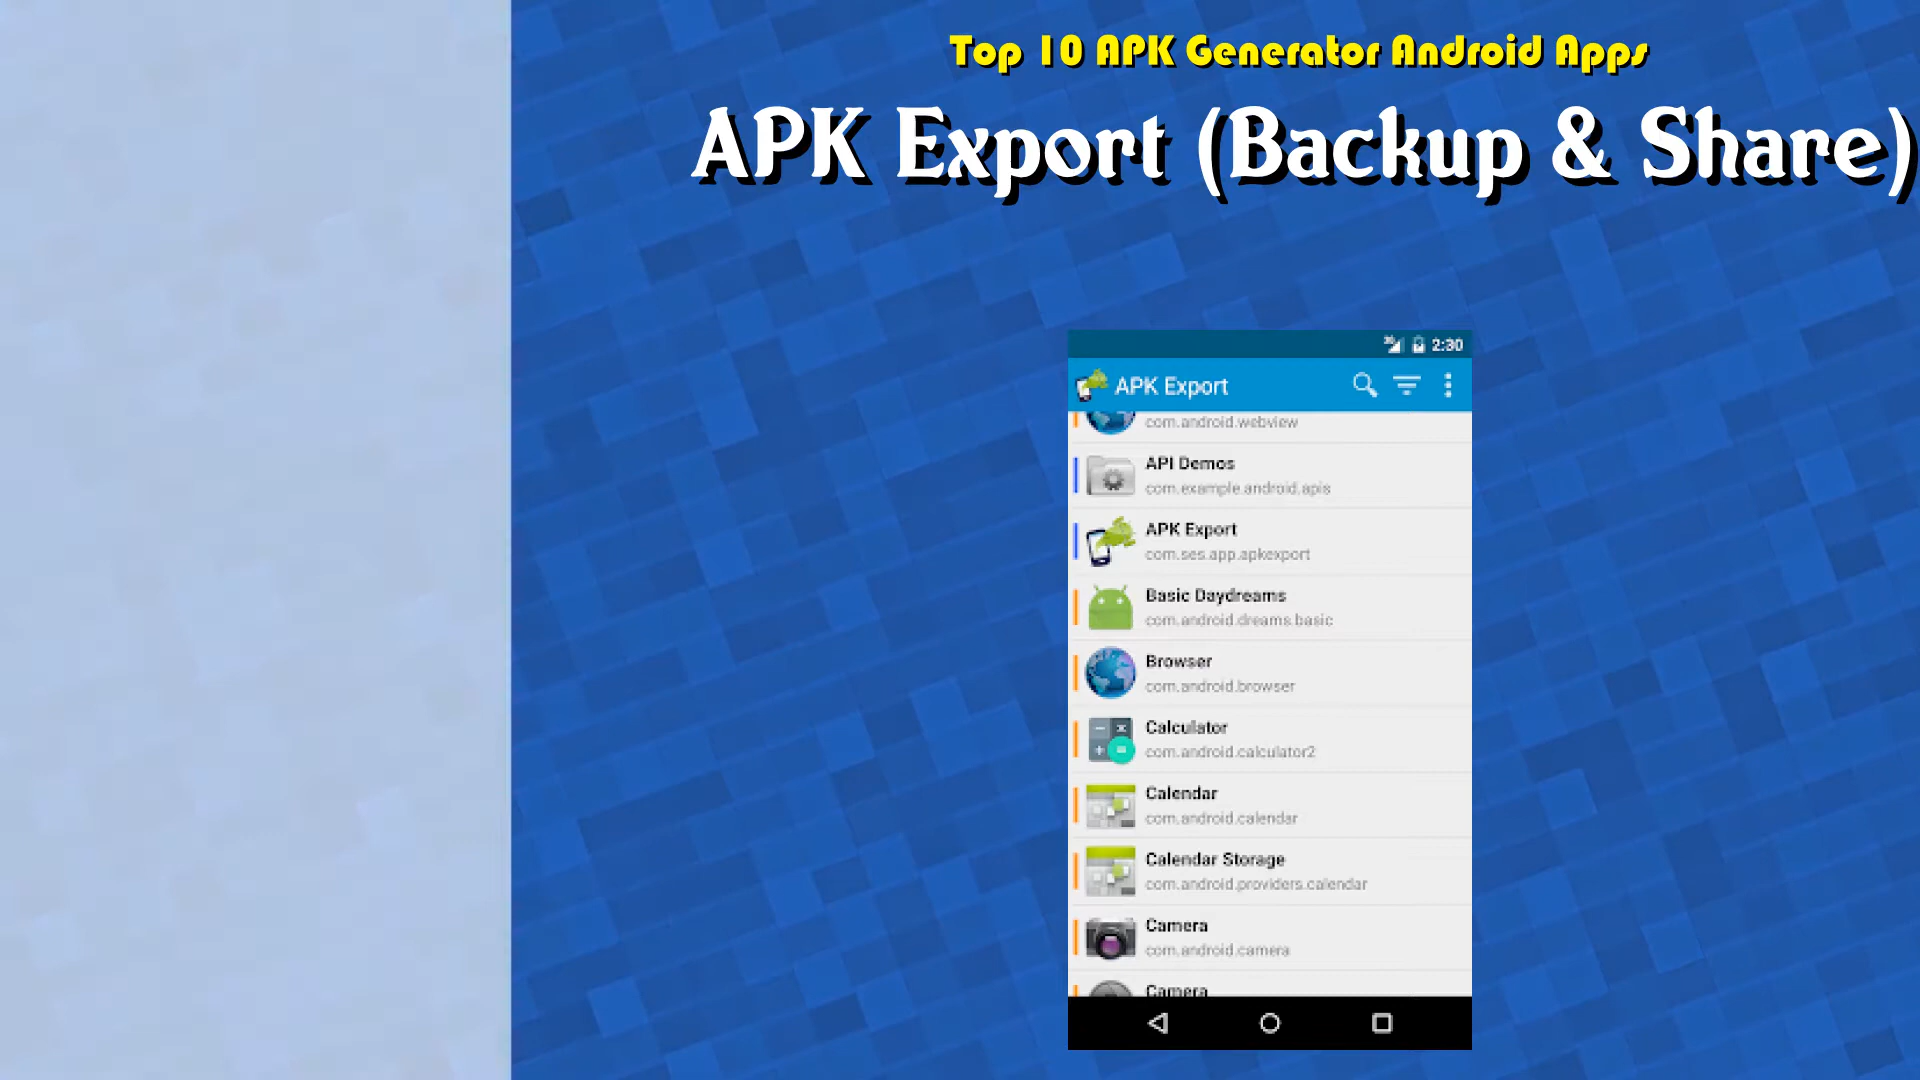 Top 10 APK Generator Android Apps
APK Export (Backup & Share)
2:30
APK Export
com.android.webview
API Demos
com.example.android.apis
APK Export
com.ses.app.apkexport
Basic Daydreams
com.android.dreams.basic
Browser
com.android.browser
Calculator
com.android.calculator2
Calendar
com.android.calendar
Calendar Storage
com.android.providers.calendar
Camera
com.android.camera
Camera